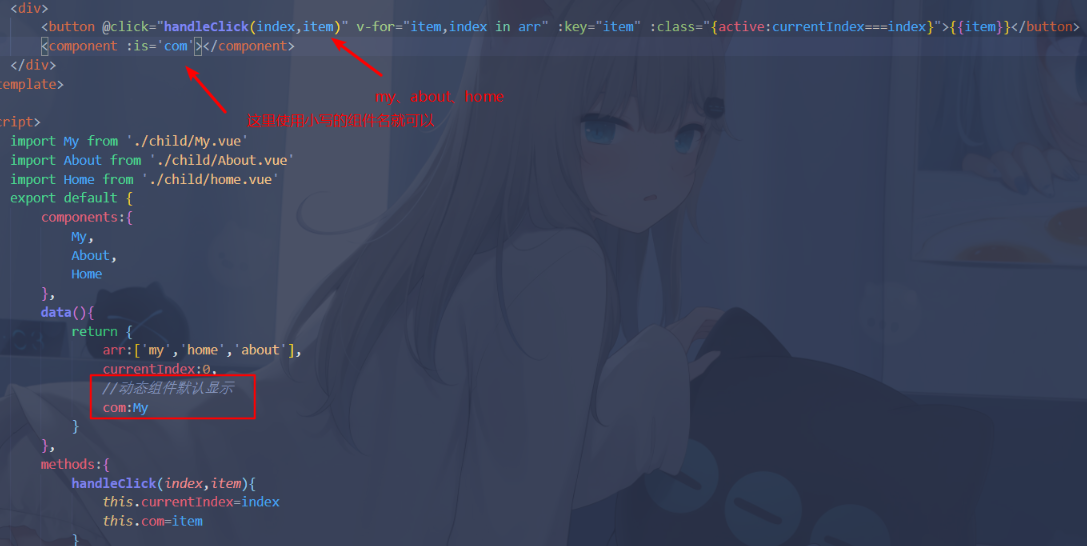 <div>
<button @click="handleClick(index,item)" v-for="item,index in arr" :key="item" :class="{active:currentIndex===index}">{{item}}</button>
<component :is='com'></component>
</div>
template>
my、about、home
这里使用小写的组件名就可以
cript>
import My from './child/My.vue'
import About from './child/About.vue'
import Home from './child/home.vue'
export default {
components:{
My,
About,
Home
},
data(){
return {
arr:['my','home','about'],
currentIndex:0,
//动态组件默认显示
com:My
}
},
methods:{
handleClick(index,item){
this.currentIndex=index
this.com=item
}